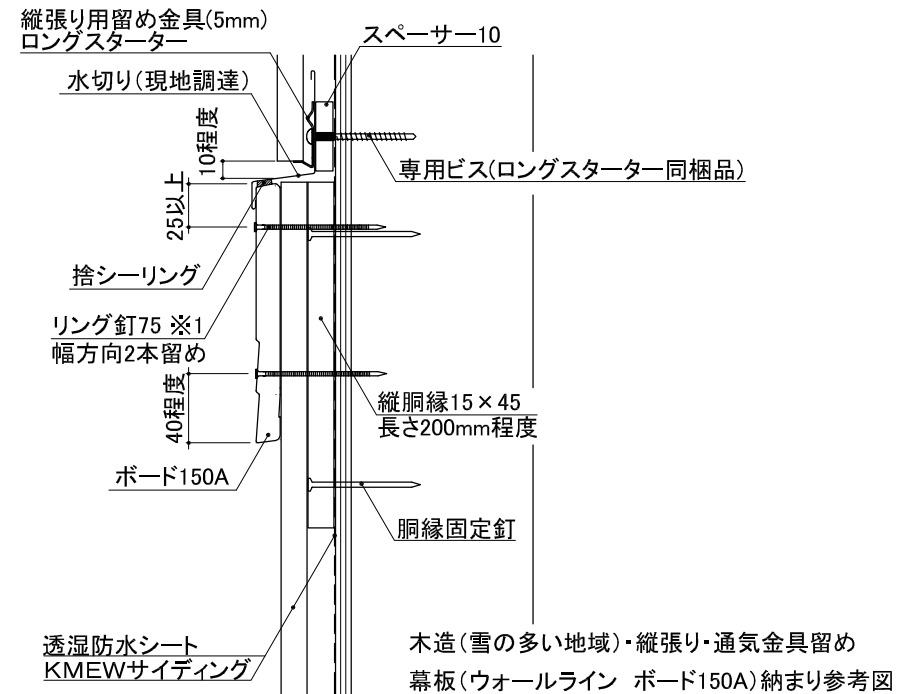 縦張り用留め金具(5mm)
ロングスターター
スペーサー10
水切り(現地調達)
10程度
専用ビス(ロングスターター同梱品)
25以上
捨シーリング
リング釘75 ※1
幅方向2本留め
縦胴縁15×45
長さ200mm程度
40程度
ボード150A
胴縁固定釘
透湿防水シート
KMEWサイディング
木造(雪の多い地域)・縦張り・通気金具留め
幕板(ウォールライン ボード150A)納まり参考図